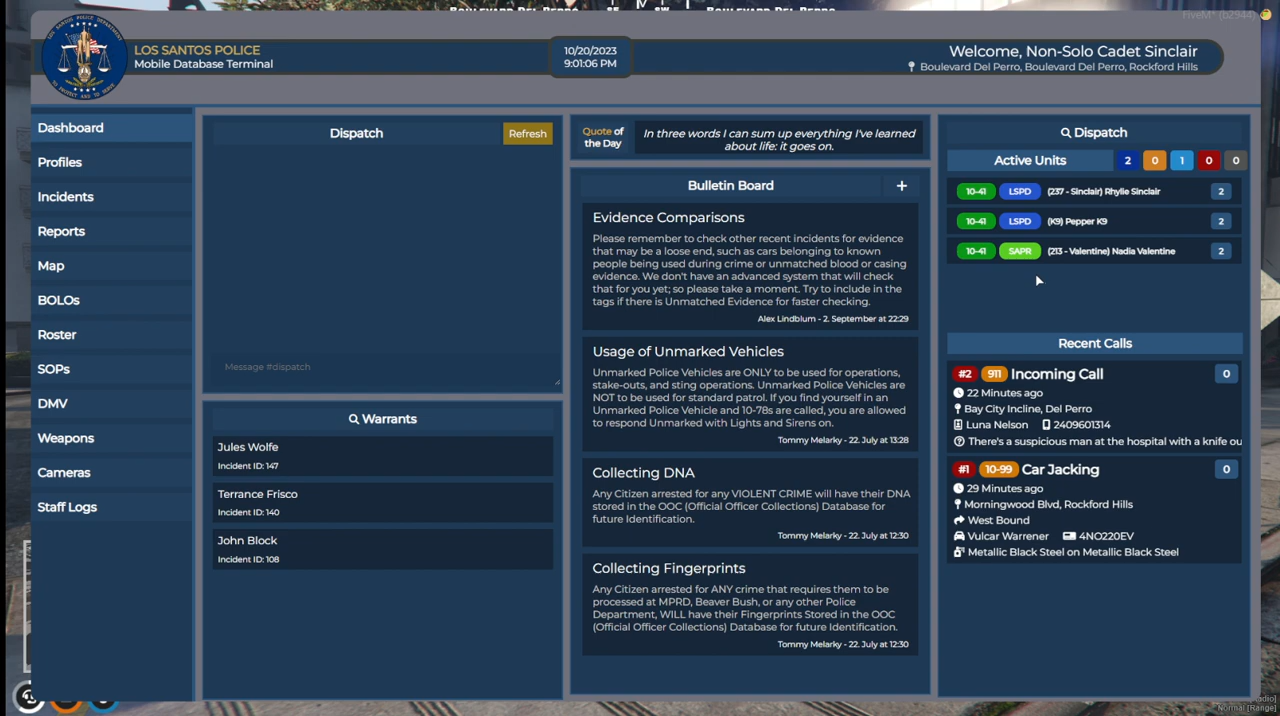 FiveM* (b2944)
LOS SANTOS POLICE
Mobile Database Terminal
10/20/2023
9:01:06 PM
Welcome, Non-Solo Cadet Sinclair
Boulevard Del Perro, Boulevard Del Perro, Rockford Hills
Dashboard
Profiles
Incidents
Reports
Map
BOLOs
Roster
SOPs
DMV
Weapons
Cameras
Staff Logs
Dispatch
Refresh
Message #dispatch
Warrants
Jules Wolfe
Incident ID: 147
Terrance Frisco
Incident ID: 140
John Block
Incident ID: 108
Quote of
the Day
In three words I can sum up everything I've learned
about life: it goes on.
Bulletin Board +
Evidence Comparisons
Please remember to check other recent incidents for evidence
that may be a loose end, such as cars belonging to known
people being used during crime or unmatched blood or casing
evidence. We don't have an advanced system that will check
that for you yet; so please take a moment. Try to include in the
tags if there is Unmatched Evidence for faster checking.
Alex Lindblum - 2. September at 22:29
Usage of Unmarked Vehicles
Unmarked Police Vehicles are ONLY to be used for operations,
stake-outs, and sting operations. Unmarked Police Vehicles are
NOT to be used for standard patrol. If you find yourself in an
Unmarked Police Vehicle and 10-78s are called, you are allowed
to respond Unmarked with Lights and Sirens on.
Tommy Melarky - 22. July at 13:28
Collecting DNA
Any Citizen arrested for any VIOLENT CRIME will have their DNA
stored in the OOC (Official Officer Collections) Database for
future Identification.
Tommy Melarky - 22. July at 12:30
Collecting Fingerprints
Any Citizen arrested for ANY crime that requires them to be
processed at MPRD, Beaver Bush, or any other Police
Department, WILL have their Fingerprints Stored in the OOC
(Official Officer Collections) Database for future Identification.
Tommy Melarky - 22. July at 12:30
Dispatch
Active Units 2 0 1 0 0
10-41 LSPD (237 - Sinclair) Rhylie Sinclair 2
10-41 LSPD (K9) Pepper K9 2
10-41 SAPR (213 - Valentine) Nadia Valentine 2
Recent Calls
#2 911 Incoming Call 0
22 Minutes ago
Bay City Incline, Del Perro
Luna Nelson 2409601314
There's a suspicious man at the hospital with a knife ou
#1 10-99 Car Jacking 0
29 Minutes ago
Morningwood Blvd, Rockford Hills
West Bound
Vulcar Warrener 4NO220EV
Metallic Black Steel on Metallic Black Steel
Normal [Range]